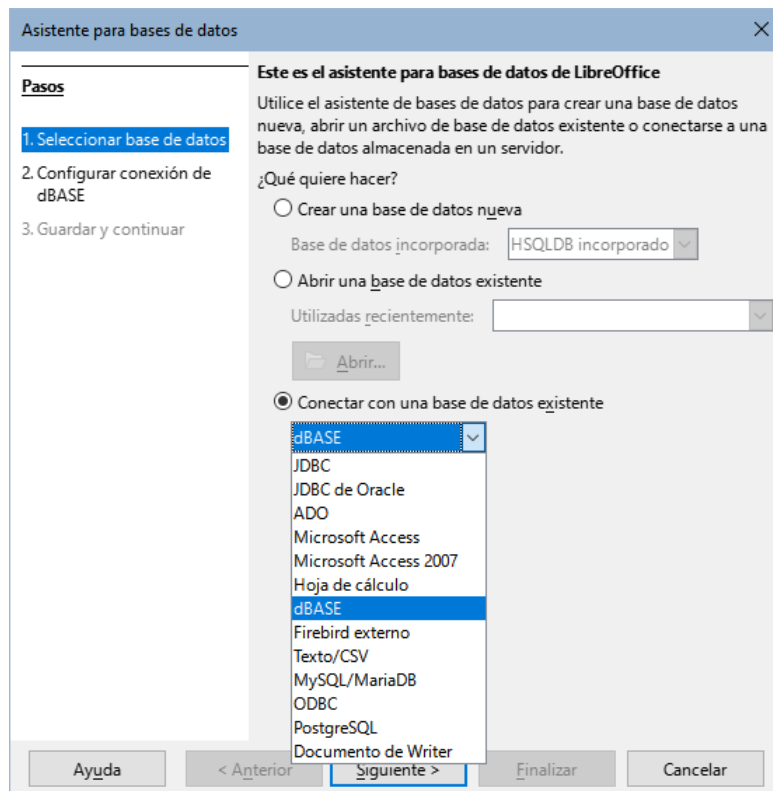 Asistente para bases de datos
Pasos
1. Seleccionar base de datos
2. Configurar conexión de
dBASE
3. Guardar y continuar
Este es el asistente para bases de datos de LibreOffice
Utilice el asistente de bases de datos para crear una base de datos
nueva, abrir un archivo de base de datos existente o conectarse a una
base de datos almacenada en un servidor.
¿Qué quiere hacer?
Crear una base de datos nueva
Base de datos incorporada: HSQLDB incorporado
Abrir una base de datos existente
Utilizadas recientemente:
Abrir...
Conectar con una base de datos existente
dBASE
JDBC
JDBC de Oracle
ADO
Microsoft Access
Microsoft Access 2007
Hoja de cálculo
dBASE
Firebird externo
Texto/CSV
MySQL/MariaDB
ODBC
PostgreSQL
Documento de Writer
Ayuda < Anterior Siguiente > Finalizar Cancelar